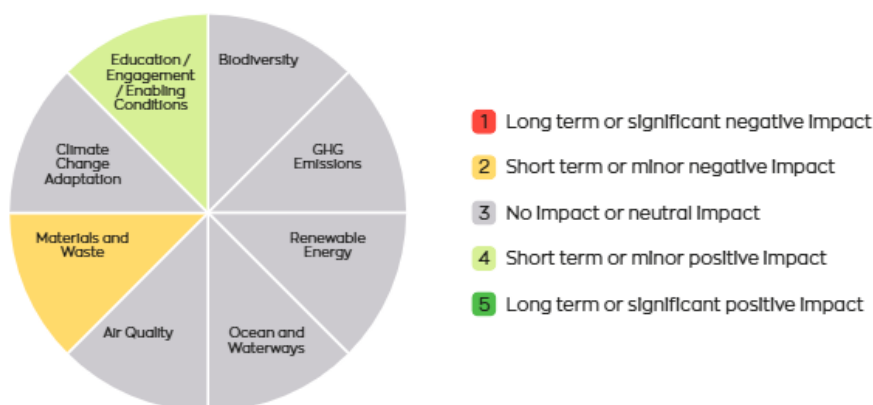 Education /
Engagement
/ Enabling
Conditions
Biodiversity
Climate
Change
Adaptation
GHG
Emissions
Materials and
Waste
Renewable
Energy
Air Quality
Ocean and
Waterways
1 Long term or significant negative impact
2 Short term or minor negative impact
3 No impact or neutral impact
4 Short term or minor positive impact
5 Long term or significant positive impact